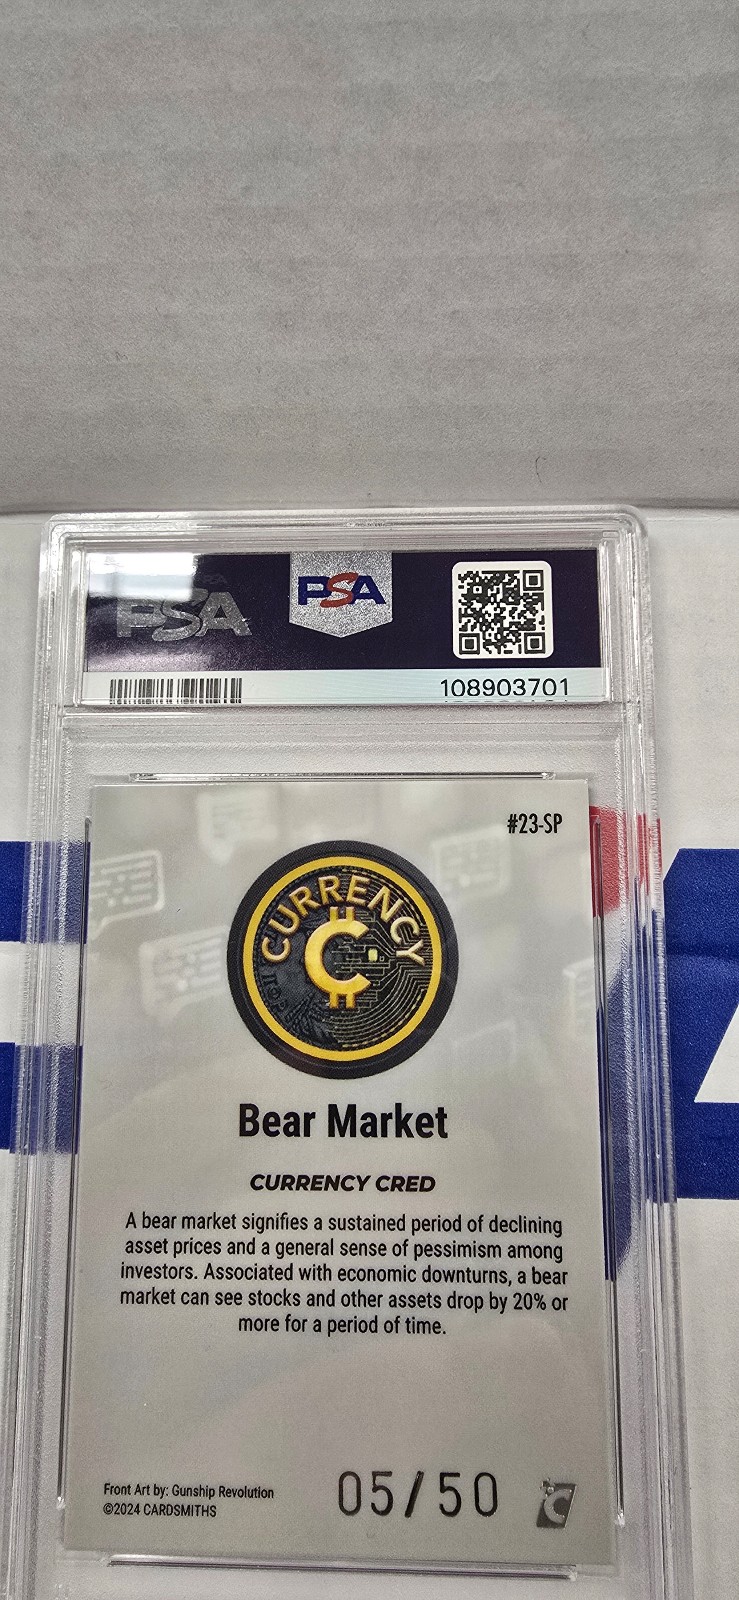 PSA
PSA
108903701
#23-SP
CURRENCY
Bear Market
CURRENCY CRED
A bear market signifies a sustained period of declining
asset prices and a general sense of pessimism among
investors. Associated with economic downturns, a bear
market can see stocks and other assets drop by 20% or
more for a period of time.
Front Art by: Gunship Revolution
©2024 CARDSMITHS
05/50